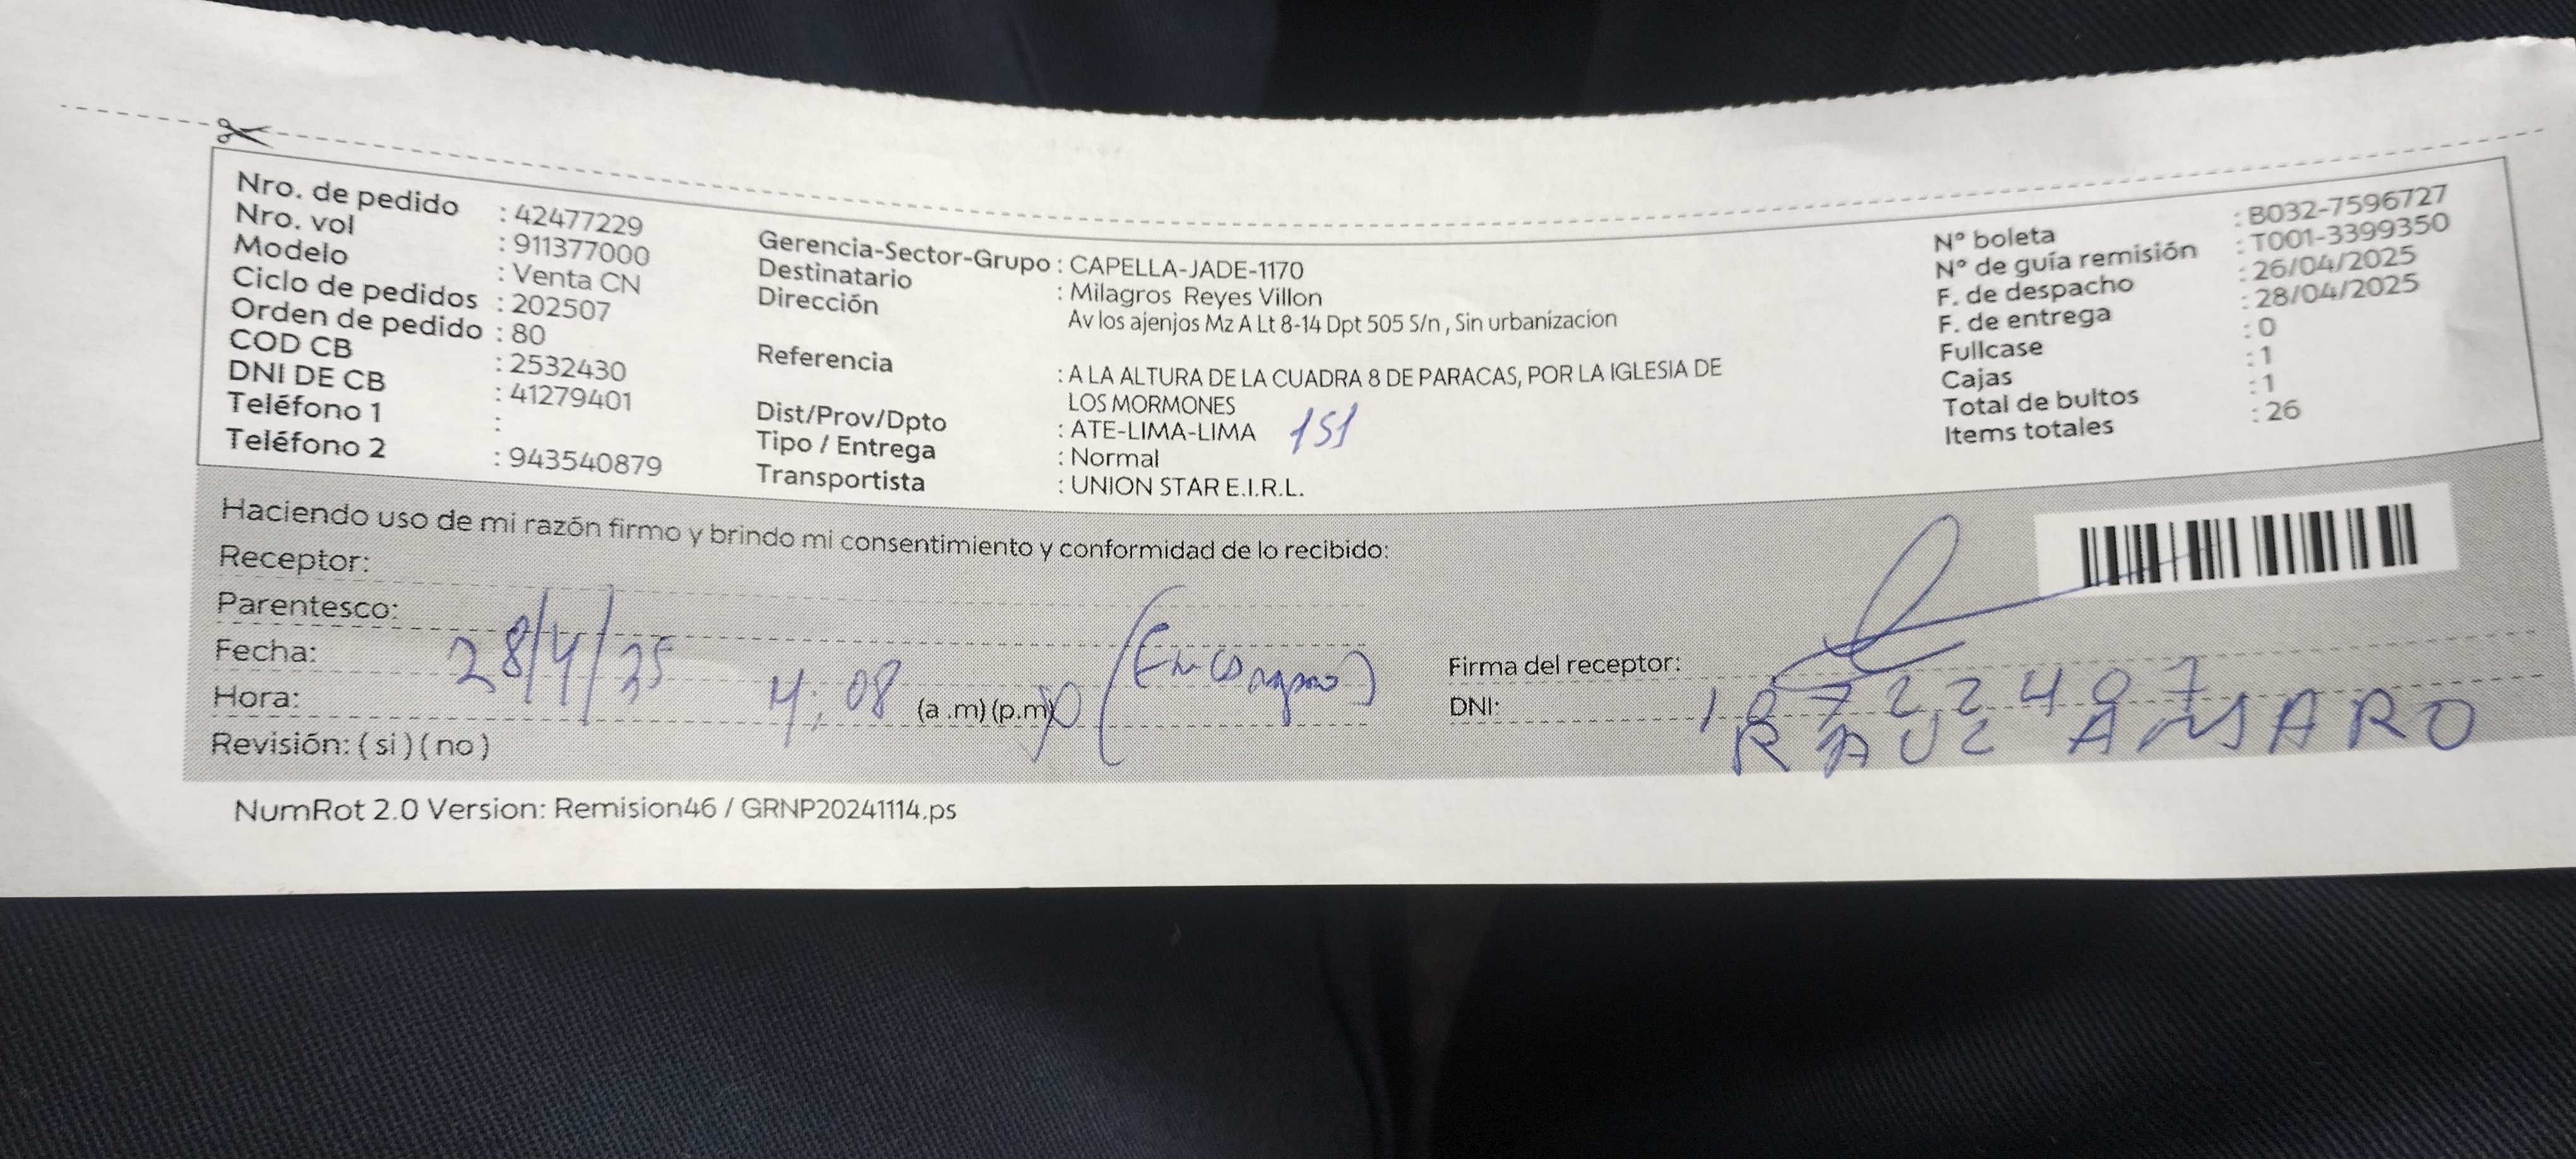 Nro. de pedido : 42477229
Nro. vol : 911377000
Modelo : Venta CN
Ciclo de pedidos : 202507
Orden de pedido : 80
COD CB : 2532430
DNI DE CB : 41279401
Teléfono 1 :
Teléfono 2 : 943540879
Gerencia-Sector-Grupo : CAPELLA-JADE-1170
Destinatario : Milagros Reyes Villon
Dirección
Av los ajenjos Mz A Lt 8-14 Dpt 505 S/n , Sin urbanizacion
Referencia : A LA ALTURA DE LA CUADRA 8 DE PARACAS, POR LA IGLESIA DE
LOS MORMONES
Dist/Prov/Dpto : ATE-LIMA-LIMA 151
Tipo / Entrega : Normal
Transportista : UNION STAR E.I.R.L.
N° boleta : B032-7596727
N° de guía remisión : T001-3399350
F. de despacho : 26/04/2025
F. de entrega : 28/04/2025
Fullcase : 0
Cajas : 1
Total de bultos : 1
Items totales : 26
Haciendo uso de mi razón firmo y brindo mi consentimiento y conformidad de lo recibido:
Receptor:
Parentesco:
Fecha: 28/4/25
Hora: 4:08 (a .m) (p.m)
Revisión: ( si ) ( no )
Firma del receptor:
DNI:
RAUL
NumRot 2.0 Version: Remision46 / GRNP20241114.ps